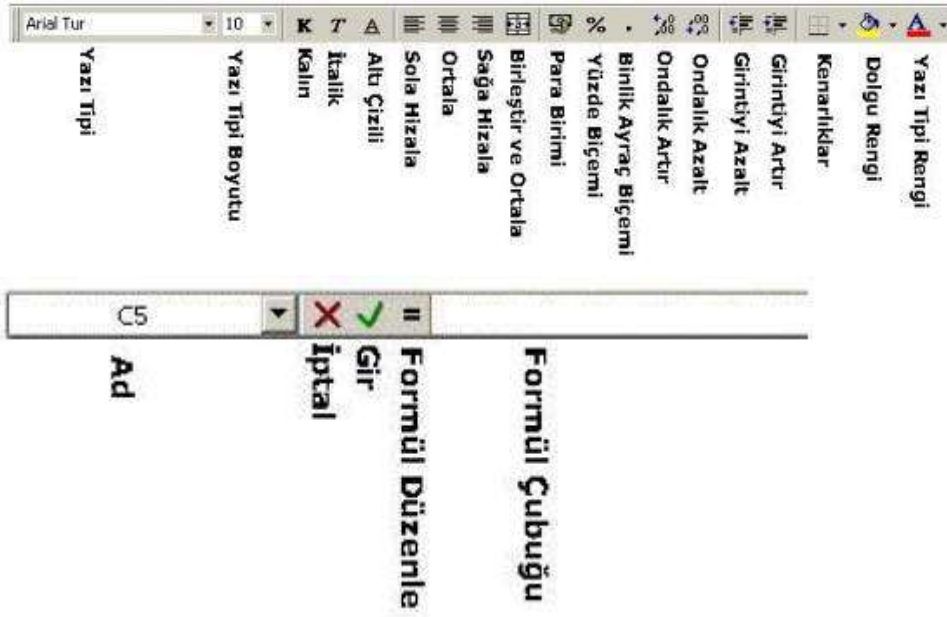 Arial Tur
10
K
T
A
%
.
Yazı Tipi
Yazı Tipi Boyutu
Kalın
İtalik
Altı Çizili
Sola Hizala
Ortala
Sağa Hizala
Birleştir ve Ortala
Para Birimi
Yüzde Biçemi
Binlik Ayraç Biçemi
Ondalık Artır
Ondalık Azalt
Girintiyi Azalt
Girintiyi Artır
Kenarlıklar
Dolgu Rengi
Yazı Tipi Rengi
C5
=
Ad
İptal
Gir
Formül Düzenle
Formül Çubuğu